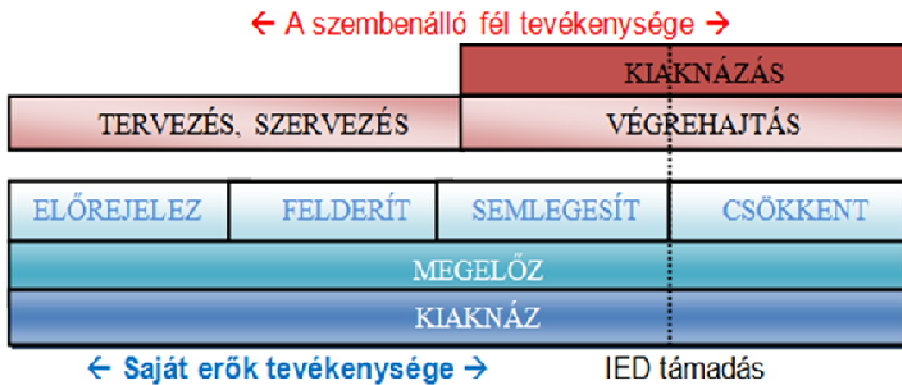 ← A szembenálló fél tevékenysége →
KIAKNÁZÁS
TERVEZÉS, SZERVEZÉS VÉGREHAJTÁS
ELŐREJELEZ FELDERÍT SEMLEGESÍT CSÖKKENT
MEGELŐZ
KIAKNÁZ
← Saját erők tevékenysége → IED támadás